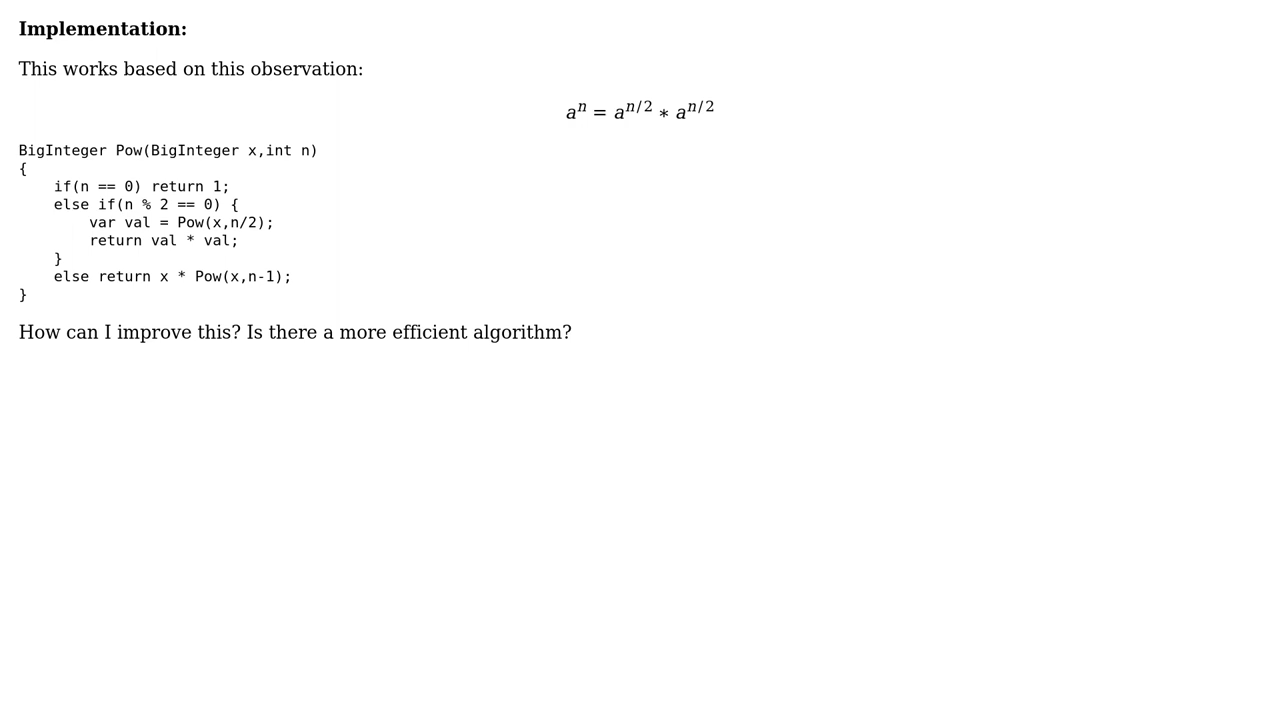 Implementation:
This works based on this observation:
aⁿ = a^{n/2} ∗ a^{n/2}
BigInteger Pow(BigInteger x,int n)
{
    if(n == 0) return 1;
    else if(n % 2 == 0) {
        var val = Pow(x,n/2);
        return val * val;
    }
    else return x * Pow(x,n-1);
}
How can I improve this? Is there a more efficient algorithm?